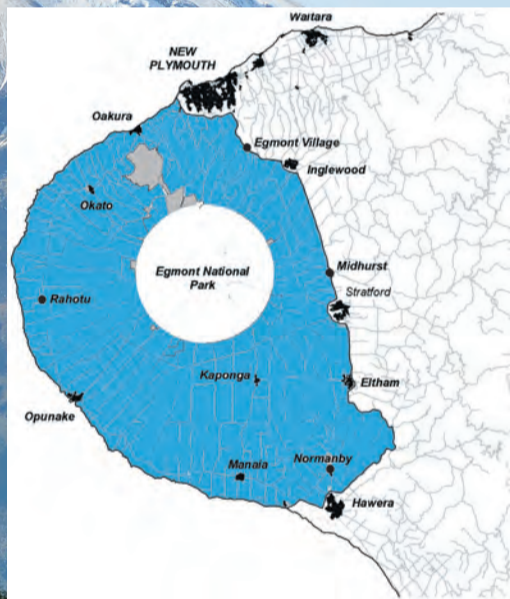 Waitara
NEW
PLYMOUTH
Oakura
Egmont Village
Inglewood
Okato
Egmont National
Park
Midhurst
Rahotu
Stratford
Kaponga
Eltham
Opunake
Normanby
Manaia
Hawera